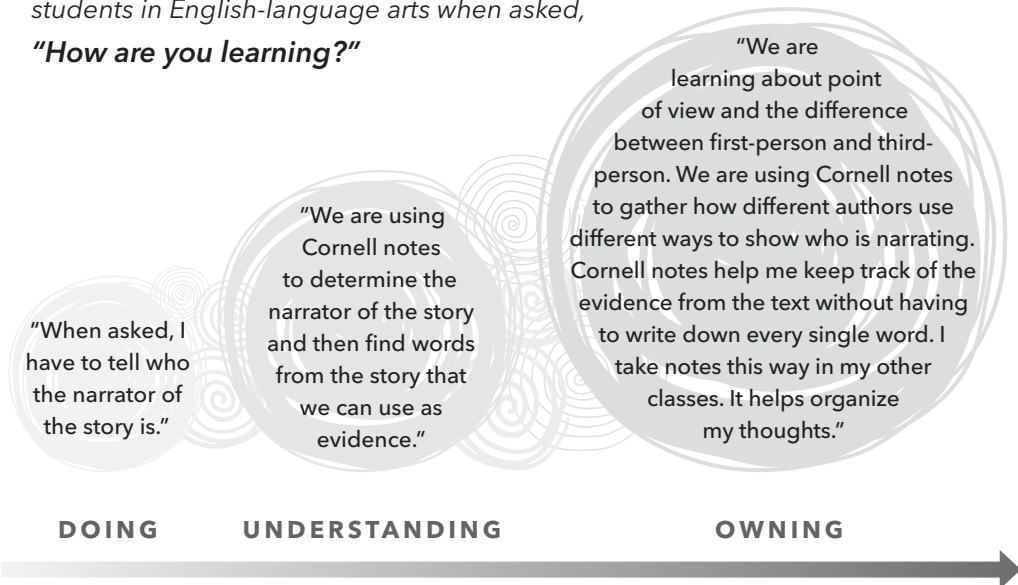 students in English-language arts when asked,
“How are you learning?”
“When asked, I
have to tell who
the narrator of
the story is.”
“We are using
Cornell notes
to determine the
narrator of the story
and then find words
from the story that
we can use as
evidence.”
“We are
learning about point
of view and the difference
between first-person and third-
person. We are using Cornell notes
to gather how different authors use
different ways to show who is narrating.
Cornell notes help me keep track of the
evidence from the text without having
to write down every single word. I
take notes this way in my other
classes. It helps organize
my thoughts.”
DOING
UNDERSTANDING
OWNING